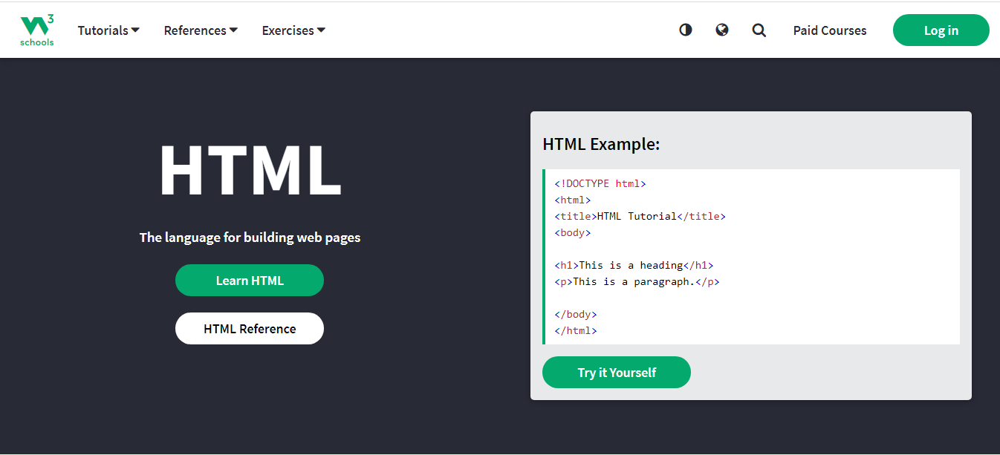 W3 schools
Tutorials References Exercises Paid Courses Log in
HTML
The language for building web pages
Learn HTML
HTML Reference
HTML Example:
<!DOCTYPE html>
<html>
<title>HTML Tutorial</title>
<body>
<h1>This is a heading</h1>
<p>This is a paragraph.</p>
</body>
</html>
Try it Yourself